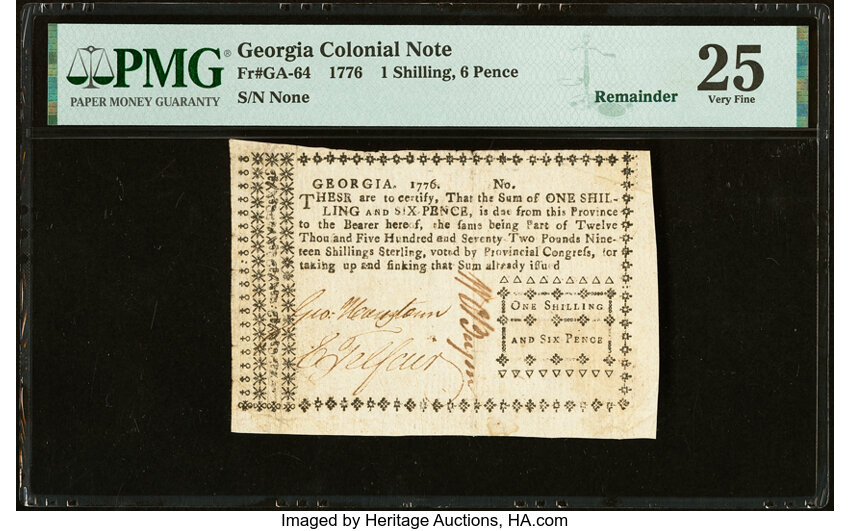 PMG®
PAPER MONEY GUARANTY
Georgia Colonial Note
Fr#GA-64 1776 1 Shilling, 6 Pence
S/N None
Remainder
25
Very Fine
GEORGIA. 1776. No.
THESE are to certify, That the Sum of ONE SHIL-
LING AND SIX PENCE, is due from this Province
to the Bearer hereof, the same being Part of Twelve
Thousand Five Hundred and Seventy Two Pounds Nine-
teen Shillings Sterling, voted by Provincial Congress, for
taking up and sinking that Sum already issued
Geo: Houstoun
E Telfair
ONE SHILLING
AND SIX PENCE
Imaged by Heritage Auctions, HA.com